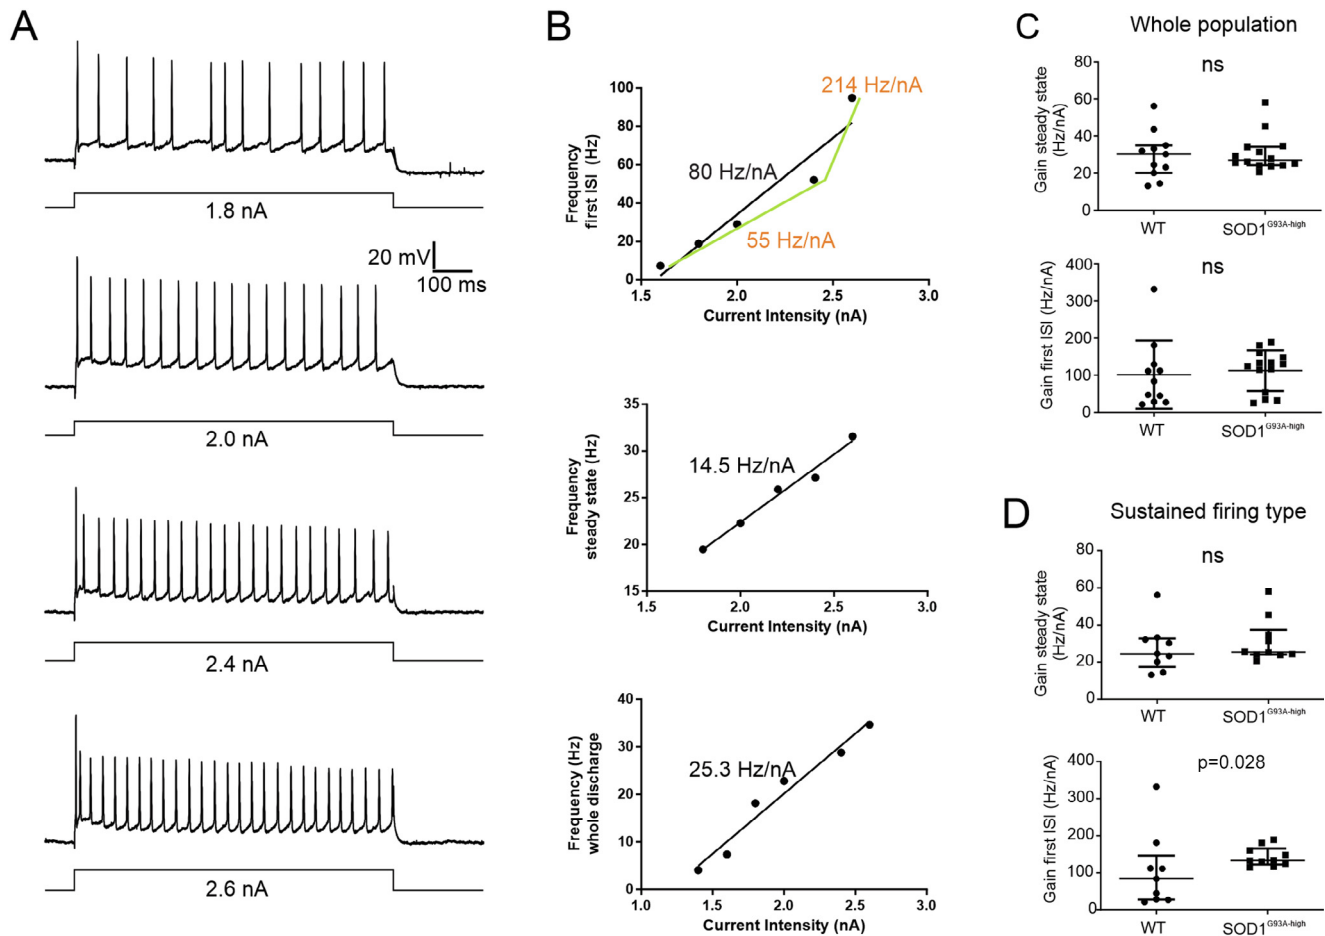 A
1.8 nA
20 mV
100 ms
2.0 nA
2.4 nA
2.6 nA
B
Frequency
first ISI (Hz)
100
80
60
40
20
0
214 Hz/nA
80 Hz/nA
55 Hz/nA
1.5
2.0
2.5
3.0
Current Intensity (nA)
Frequency
steady state (Hz)
35
30
25
20
15
14.5 Hz/nA
1.5
2.0
2.5
3.0
Current Intensity (nA)
Frequency (Hz)
whole discharge
40
30
20
10
0
25.3 Hz/nA
1.0
1.5
2.0
2.5
3.0
Current Intensity (nA)
C
Whole population
Gain steady state
(Hz/nA)
80
60
40
20
0
ns
WT
SOD1G93A-high
Gain first ISI (Hz/nA)
400
300
200
100
0
ns
WT
SOD1G93A-high
D
Sustained firing type
Gain steady state
(Hz/nA)
80
60
40
20
0
ns
WT
SOD1G93A-high
Gain first ISI (Hz/nA)
400
300
200
100
0
p=0.028
WT
SOD1G93A-high